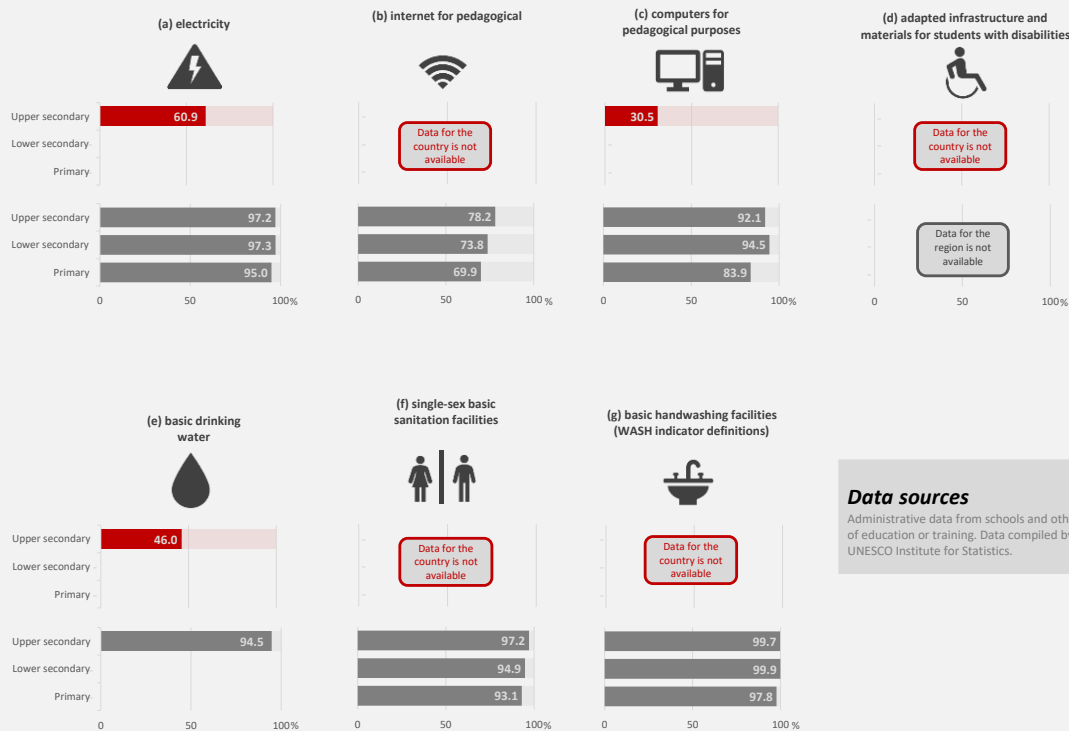 (a) electricity
(b) internet for pedagogical
(c) computers for
pedagogical purposes
(d) adapted infrastructure and
materials for students with disabilities
Upper secondary
Lower secondary
Primary
60.9
Data for the
country is not
available
30.5
Data for the
country is not
available
Upper secondary
Lower secondary
Primary
97.2
97.3
95.0
78.2
73.8
69.9
92.1
94.5
83.9
Data for the
region is not
available
0 50 100%
0 50 100%
0 50 100%
0 50 100%
(e) basic drinking
water
(f) single-sex basic
sanitation facilities
(g) basic handwashing facilities
(WASH indicator definitions)
Upper secondary
Lower secondary
Primary
46.0
Data for the
country is not
available
Data for the
country is not
available
Upper secondary
Lower secondary
Primary
94.5
97.2
94.9
93.1
99.7
99.9
97.8
0 50 100%
0 50 100%
0 50 100%
Data sources
Administrative data from schools and oth
of education or training. Data compiled by
UNESCO Institute for Statistics.